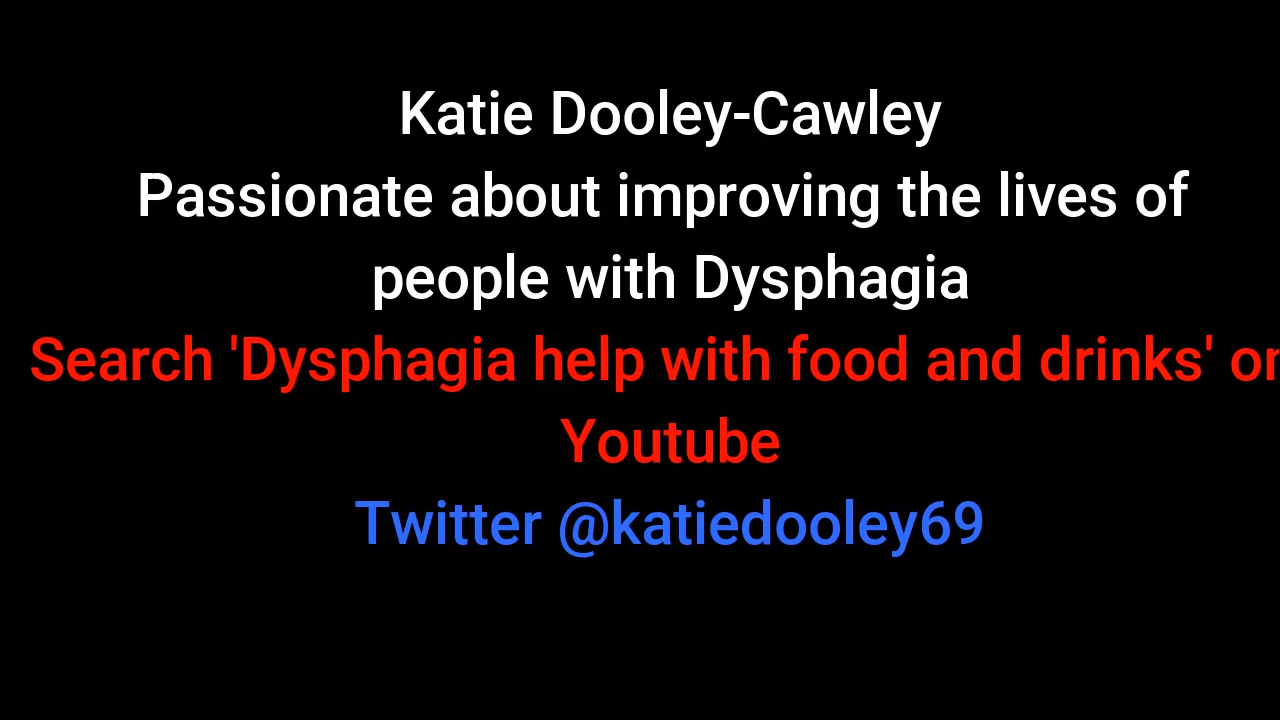 Katie Dooley-Cawley
Passionate about improving the lives of
people with Dysphagia
Search 'Dysphagia help with food and drinks' on
Youtube
Twitter @katiedooley69